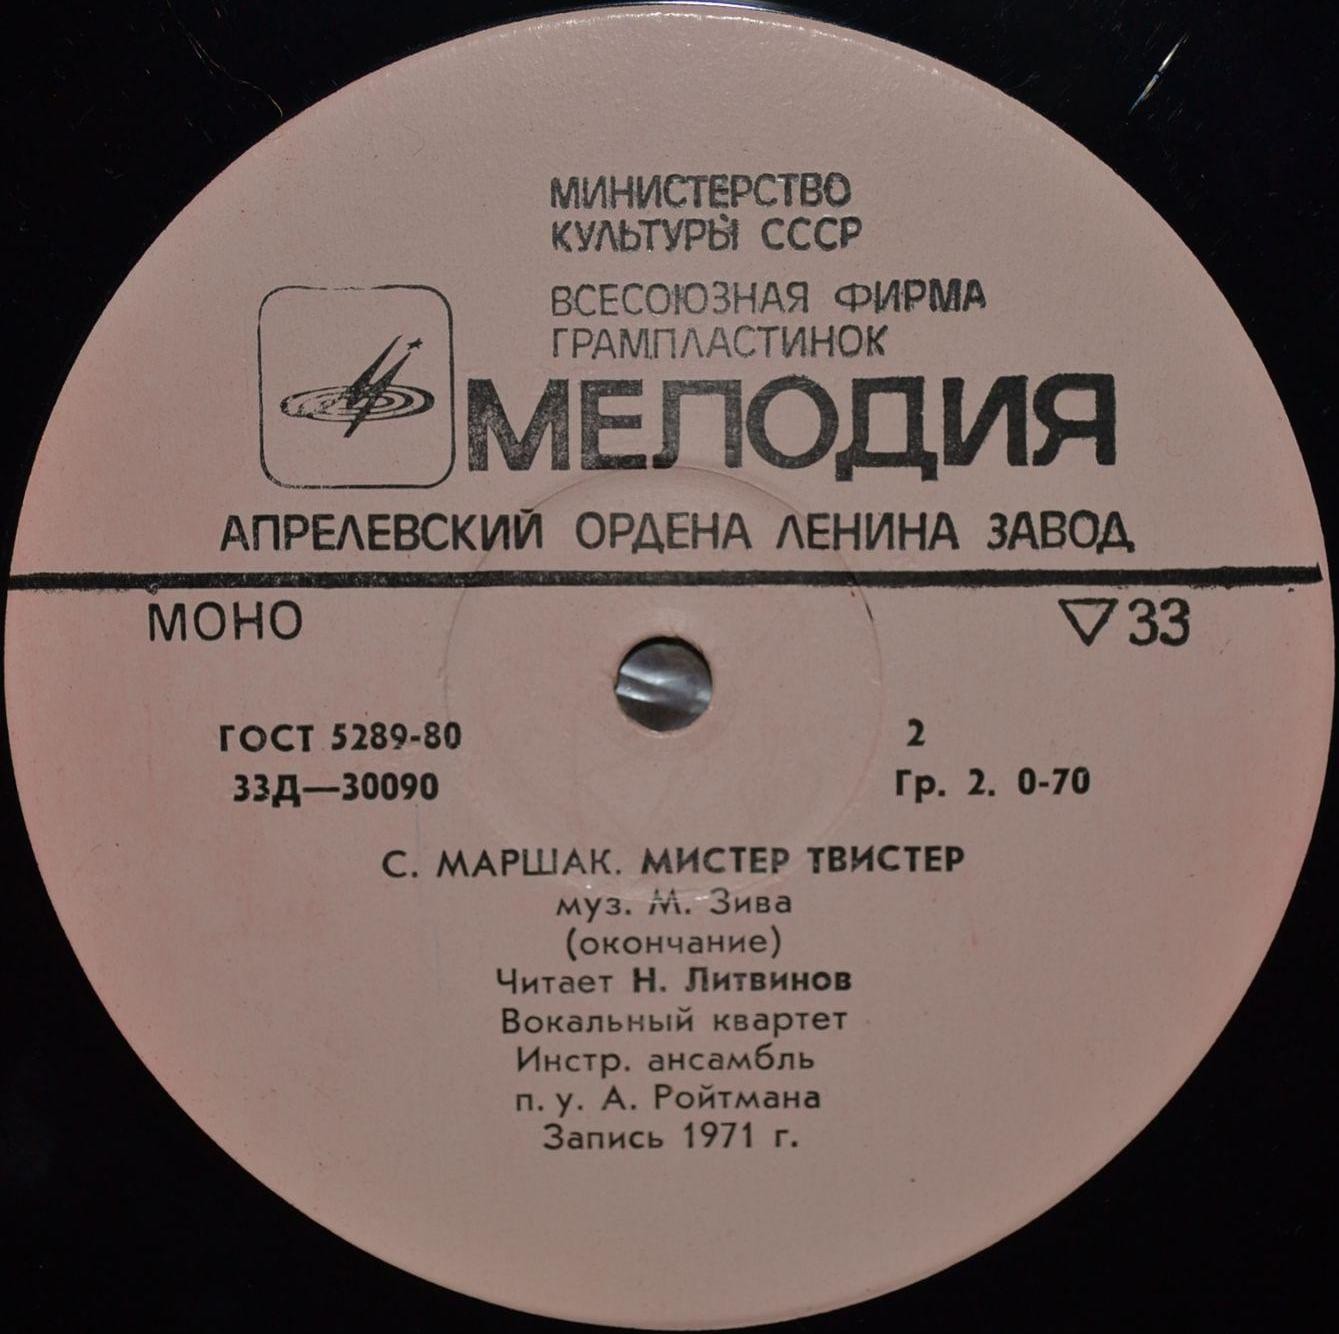 МИНИСТЕРСТВО
КУЛЬТУРЫ СССР
ВСЕСОЮЗНАЯ ФИРМА
ГРАМПЛАСТИНОК
МЕЛОДИЯ
АПРЕЛЕВСКИЙ ОРДЕНА ЛЕНИНА ЗАВОД
МОНО ▽33
ГОСТ 5289-80 2
33Д—30090 Гр. 2. 0-70
С. МАРШАК. МИСТЕР ТВИСТЕР
муз. М. Зива
(окончание)
Читает Н. Литвинов
Вокальный квартет
Инстр. ансамбль
п. у. А. Ройтмана
Запись 1971 г.